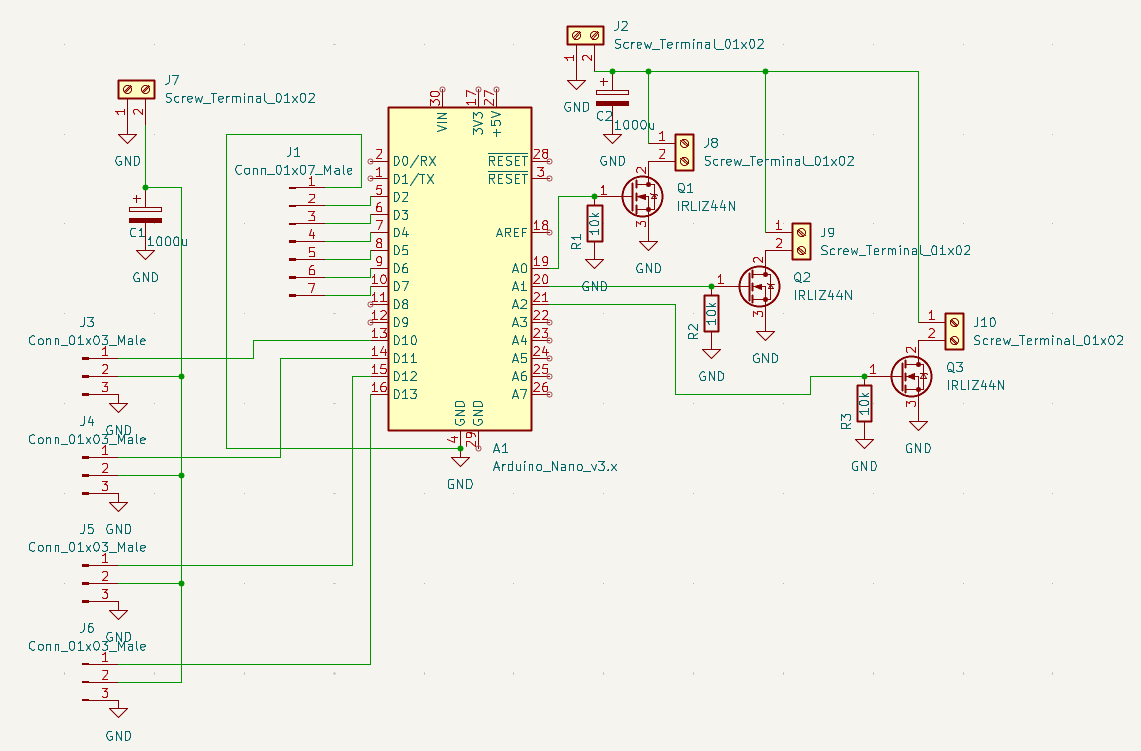 J2
Screw_Terminal_01x02
1
2
GND
+
C2
1000u
GND
J7
Screw_Terminal_01x02
1
2
GND
+
C1
1000u
GND
J1
Conn_01x07_Male
1
2
3
4
5
6
7
30
17
27
VIN
3V3
+5V
2
D0/RX
1
D1/TX
5
D2
6
D3
7
D4
8
D5
9
D6
10
D7
11
D8
12
D9
13
D10
14
D11
15
D12
16
D13
RESET
28
RESET
3
AREF
18
A0
19
A1
20
A2
21
A3
22
A4
23
A5
24
A6
25
A7
26
GND
GND
4
29
A1
Arduino_Nano_v3.x
GND
1
2
J8
Screw_Terminal_01x02
2
1
3
Q1
IRLIZ44N
R1
10k
GND
GND
1
2
J9
Screw_Terminal_01x02
2
1
3
Q2
IRLIZ44N
R2
10k
GND
GND
1
2
J10
Screw_Terminal_01x02
2
1
3
Q3
IRLIZ44N
R3
10k
GND
GND
J3
Conn_01x03_Male
1
2
3
GND
J4
Conn_01x03_Male
1
2
3
GND
J5
Conn_01x03_Male
1
2
3
GND
J6
Conn_01x03_Male
1
2
3
GND